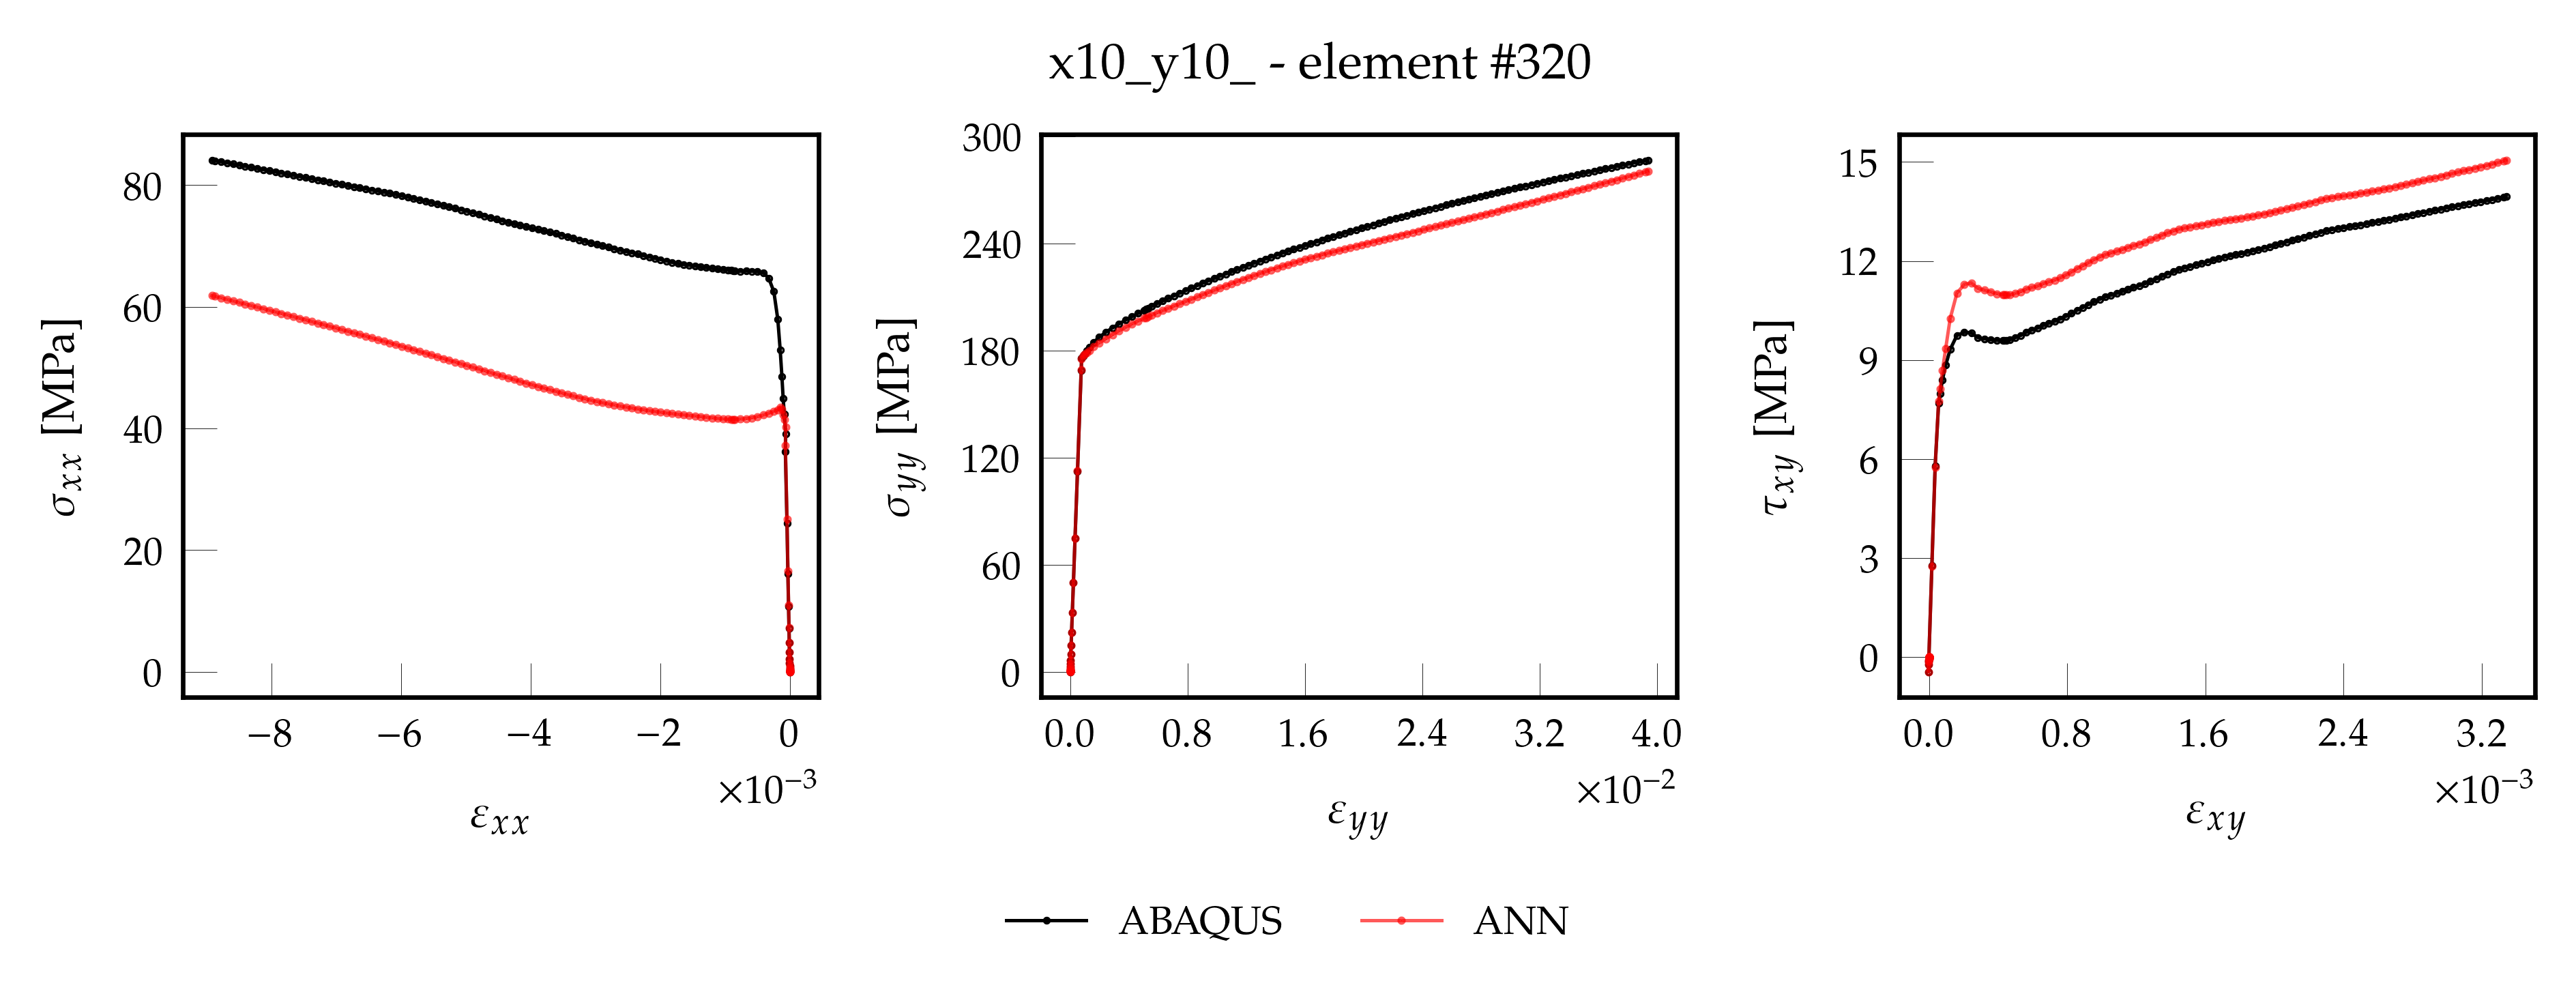 x10_y10_ - element #320
σxx [MPa]
80
60
40
20
0
−8 −6 −4 −2 0
×10−3
εxx
σyy [MPa]
300
240
180
120
60
0
0.0 0.8 1.6 2.4 3.2 4.0
×10−2
εyy
τxy [MPa]
15
12
9
6
3
0
0.0 0.8 1.6 2.4 3.2
×10−3
εxy
ABAQUS ANN